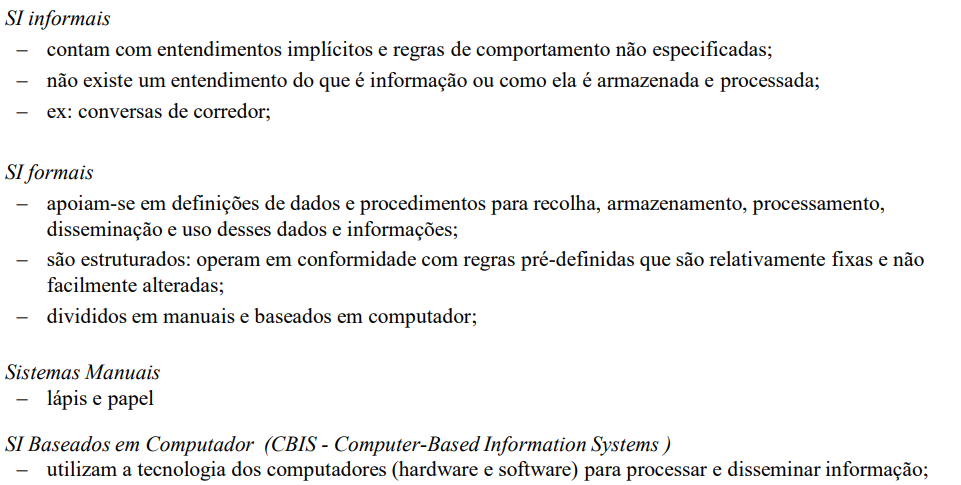 SI informais
– contam com entendimentos implícitos e regras de comportamento não especificadas;
– não existe um entendimento do que é informação ou como ela é armazenada e processada;
– ex: conversas de corredor;
SI formais
– apoiam-se em definições de dados e procedimentos para recolha, armazenamento, processamento,
disseminação e uso desses dados e informações;
– são estruturados: operam em conformidade com regras pré-definidas que são relativamente fixas e não
facilmente alteradas;
– divididos em manuais e baseados em computador;
Sistemas Manuais
– lápis e papel
SI Baseados em Computador (CBIS - Computer-Based Information Systems )
– utilizam a tecnologia dos computadores (hardware e software) para processar e disseminar informação;